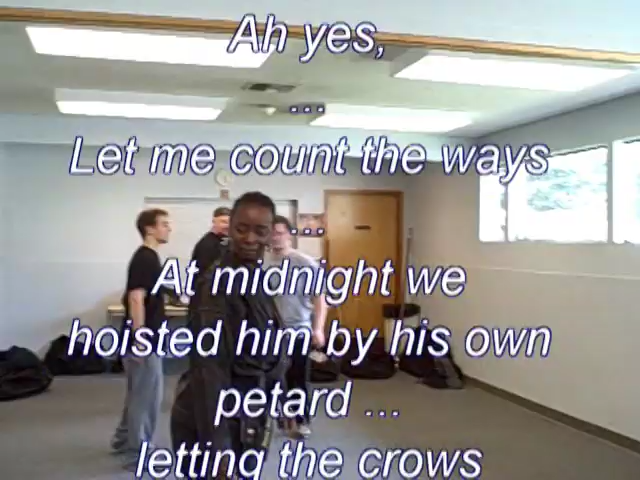 Ah yes,
...
Let me count the ways
...
At midnight we
hoisted him by his own
petard ...
letting the crows